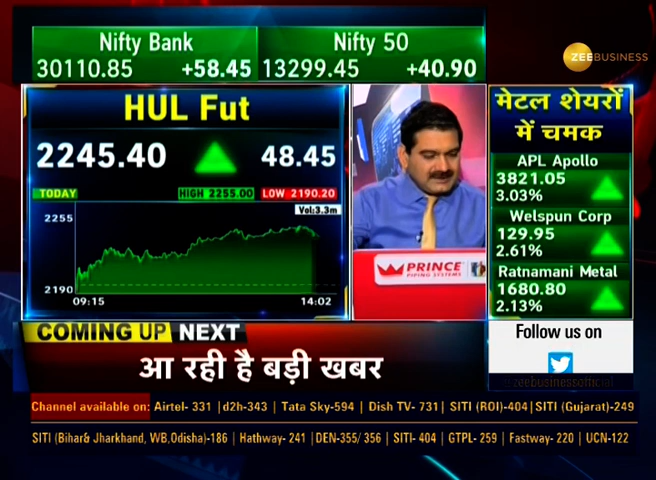 Nifty Bank
30110.85 +58.45
Nifty 50
13299.45 +40.90
ZEEBUSINESS
HUL Fut
2245.40 48.45
TODAY HIGH 2255.00 LOW 2190.20
Vol:3.3m
2255
2190
09:15 14:02
PRINCE
PIPING SYSTEMS
मेटल शेयरों
में चमक
APL Apollo
3821.05
3.03%
Welspun Corp
129.95
2.61%
Ratnamani Metal
1680.80
2.13%
COMING UP NEXT
आ रही है बड़ी खबर
Follow us on
@zeebusinessofficial
Channel available on: Airtel- 331 |d2h-343 | Tata Sky-594 | Dish TV- 731| SITI (ROI)-404|SITI (Gujarat)-249
SITI (Bihar& Jharkhand, WB,Odisha)-186 | Hathway- 241 |DEN-355/ 356 | SITI- 404 | GTPL- 259 | Fastway- 220 | UCN-122